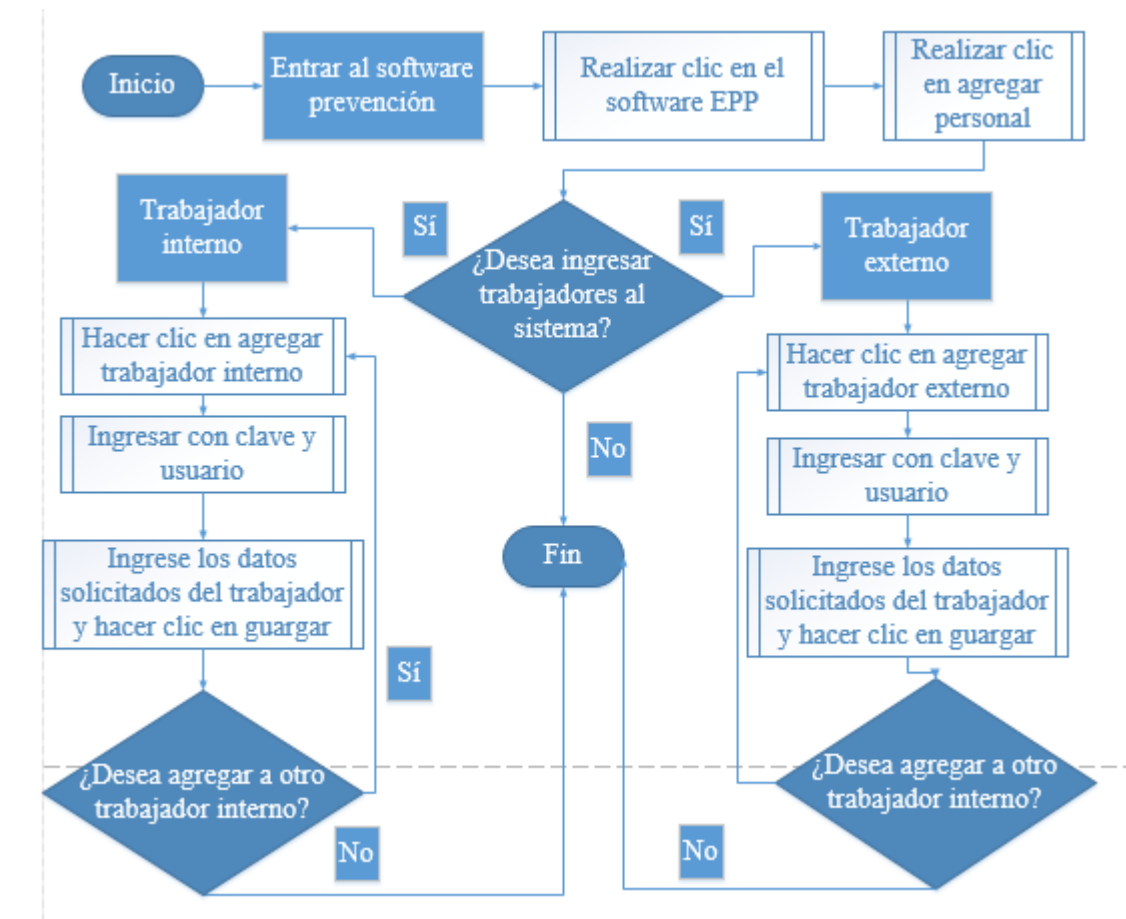 Inicio
Entrar al software
prevención
Realizar clic en el
software EPP
Realizar clic
en agregar
personal
Trabajador
interno
Sí
¿Desea ingresar
trabajadores al
sistema?
Sí
Trabajador
externo
Hacer clic en agregar
trabajador interno
Ingresar con clave y
usuario
Ingrese los datos
solicitados del trabajador
y hacer clic en guargar
Sí
¿Desea agregar a otro
trabajador interno?
No
No
Fin
Hacer clic en agregar
trabajador externo
Ingresar con clave y
usuario
Ingrese los datos
solicitados del trabajador
y hacer clic en guargar
¿Desea agregar a otro
trabajador interno?
No